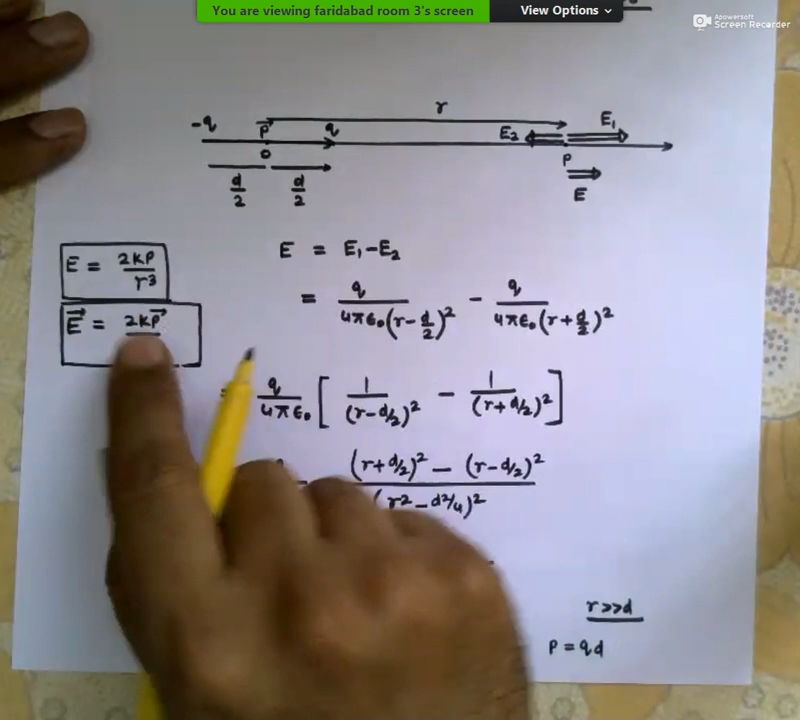 You are viewing faridabad room 3's screen
View Options
Apowersoft
Screen Recorder
r
-q P⃗ q E₂ E₁
O P
d/2 d/2 E
E = 2kP/r³
E⃗ = 2kP⃗
E = E₁-E₂
= q/4πε₀(r-d/2)² - q/4πε₀(r+d/2)²
q/4πε₀ [ 1/(r-d/2)² - 1/(r+d/2)² ]
(r+d/2)² - (r-d/2)²
(r²-d²/4)²
r>>d
P = qd